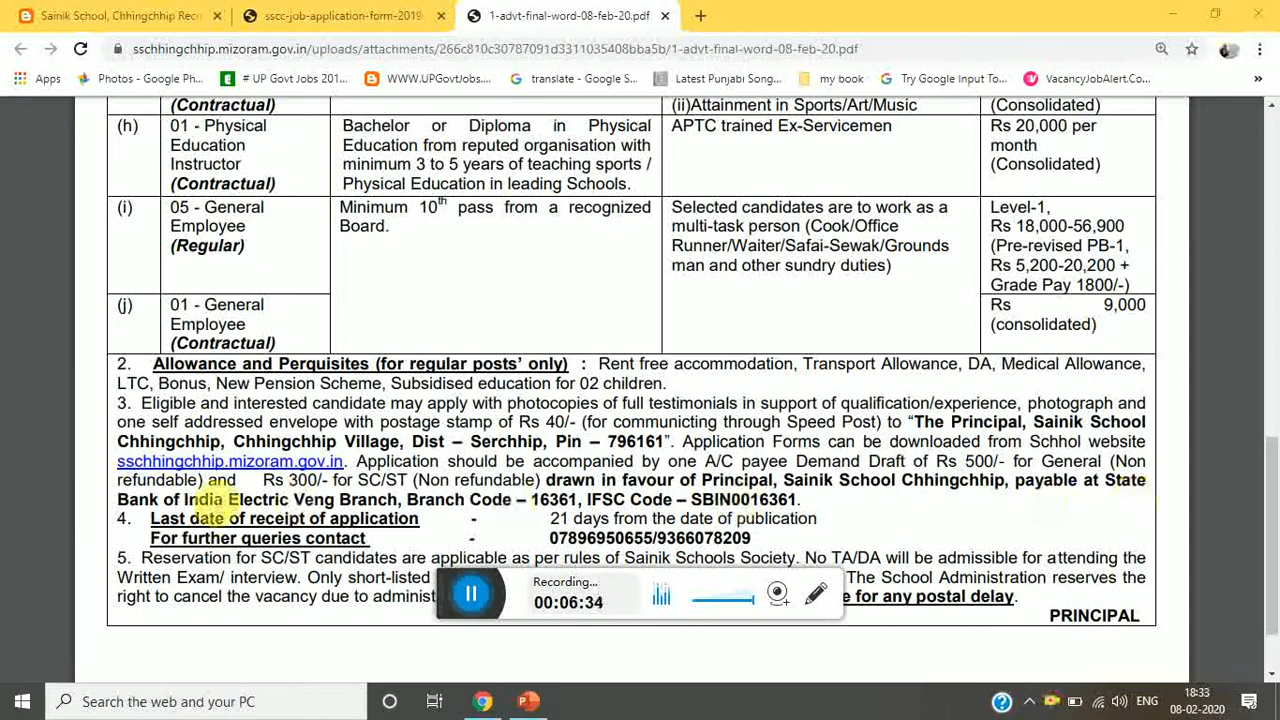 Sainik School, Chhingchhip Recru
sscc-job-application-form-2019
1-advt-final-word-08-feb-20.pdf
sschhingchhip.mizoram.gov.in/uploads/attachments/266c810c30787091d3311035408bba5b/1-advt-final-word-08-feb-20.pdf
Apps Photos - Google Ph... # UP Govt Jobs 201... WWW.UPGovtJobs.... translate - Google S... Latest Punjabi Song... my book Try Google Input To... VacancyJobAlert.Co...
(Contractual) (ii)Attainment in Sports/Art/Music (Consolidated)
(h) 01 - Physical Education Instructor (Contractual)
Bachelor or Diploma in Physical
Education from reputed organisation with
minimum 3 to 5 years of teaching sports /
Physical Education in leading Schools.
APTC trained Ex-Servicemen
Rs 20,000 per
month
(Consolidated)
(i) 05 - General
Employee
(Regular)
Minimum 10th pass from a recognized
Board.
Selected candidates are to work as a
multi-task person (Cook/Office
Runner/Waiter/Safai-Sewak/Grounds
man and other sundry duties)
Level-1,
Rs 18,000-56,900
(Pre-revised PB-1,
Rs 5,200-20,200 +
Grade Pay 1800/-)
(j) 01 - General
Employee
(Contractual)
Rs 9,000
(consolidated)
2. Allowance and Perquisites (for regular posts' only) : Rent free accommodation, Transport Allowance, DA, Medical Allowance,
LTC, Bonus, New Pension Scheme, Subsidised education for 02 children.
3. Eligible and interested candidate may apply with photocopies of full testimonials in support of qualification/experience, photograph and
one self addressed envelope with postage stamp of Rs 40/- (for communicating through Speed Post) to “The Principal, Sainik School
Chhingchhip, Chhingchhip Village, Dist – Serchhip, Pin – 796161”. Application Forms can be downloaded from Schhol website
sschhingchhip.mizoram.gov.in. Application should be accompanied by one A/C payee Demand Draft of Rs 500/- for General (Non
refundable) and Rs 300/- for SC/ST (Non refundable) drawn in favour of Principal, Sainik School Chhingchhip, payable at State
Bank of India Electric Veng Branch, Branch Code – 16361, IFSC Code – SBIN0016361.
4. Last date of receipt of application - 21 days from the date of publication
For further queries contact - 07896950655/9366078209
5. Reservation for SC/ST candidates are applicable as per rules of Sainik Schools Society. No TA/DA will be admissible for attending the
Written Exam/ interview. Only short-listed The School Administration reserves the
right to cancel the vacancy due to administ e for any postal delay.
PRINCIPAL
Recording...
00:06:34
Search the web and your PC
ENG
18:33
08-02-2020